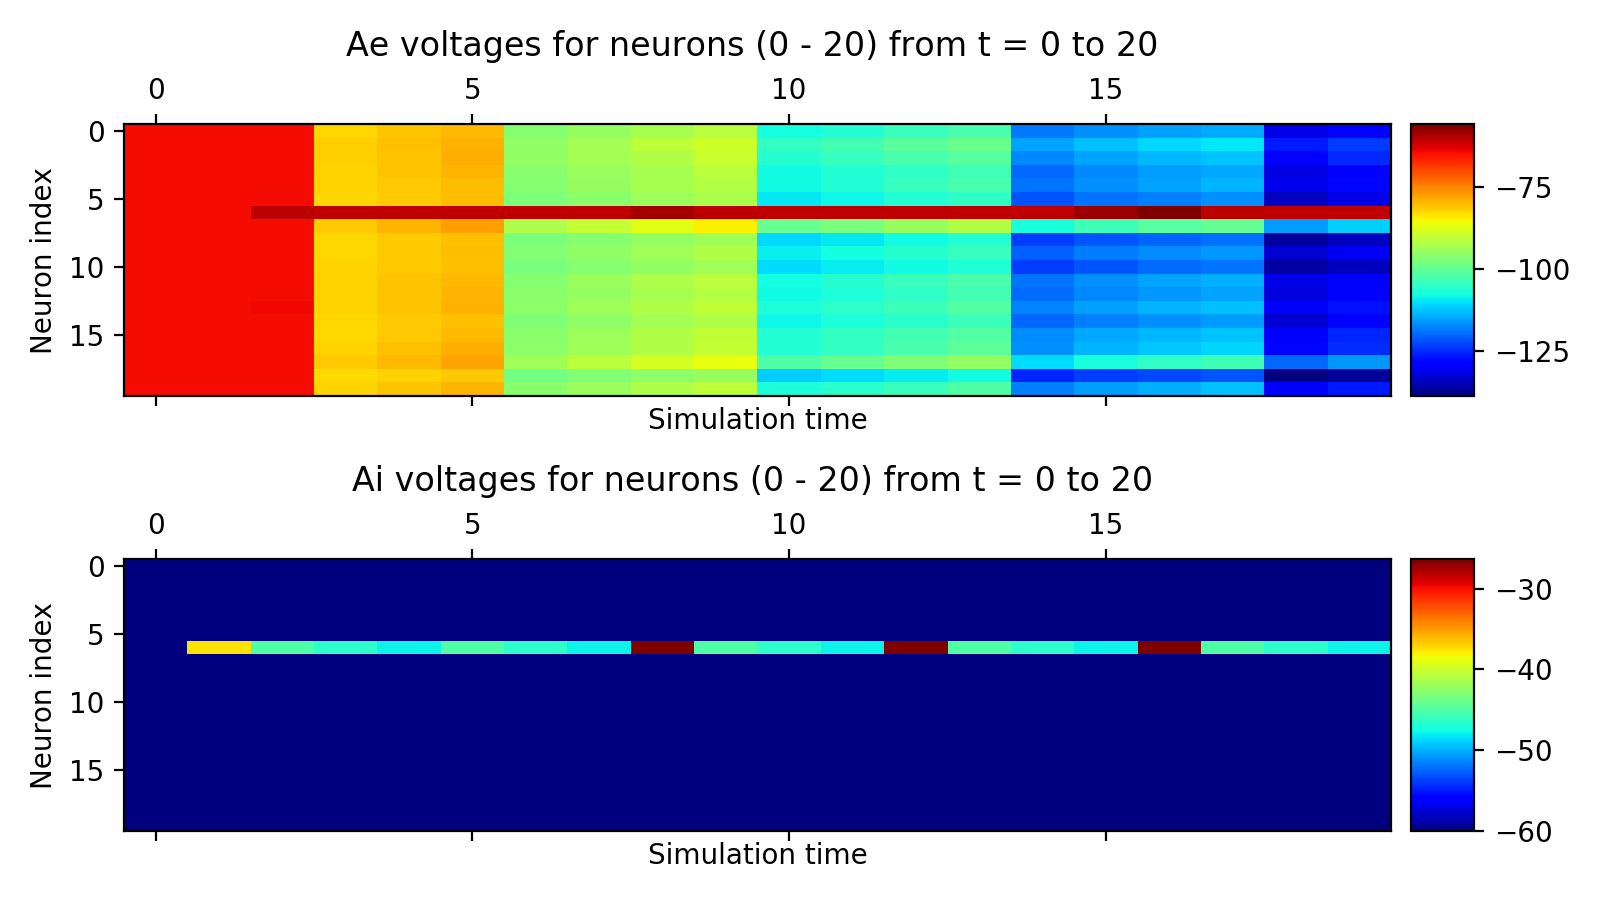 Ae voltages for neurons (0 - 20) from t = 0 to 20
0 5 10 15
Neuron index
0
5
10
15
Simulation time
−75
−100
−125
Ai voltages for neurons (0 - 20) from t = 0 to 20
0 5 10 15
Neuron index
0
5
10
15
Simulation time
−30
−40
−50
−60